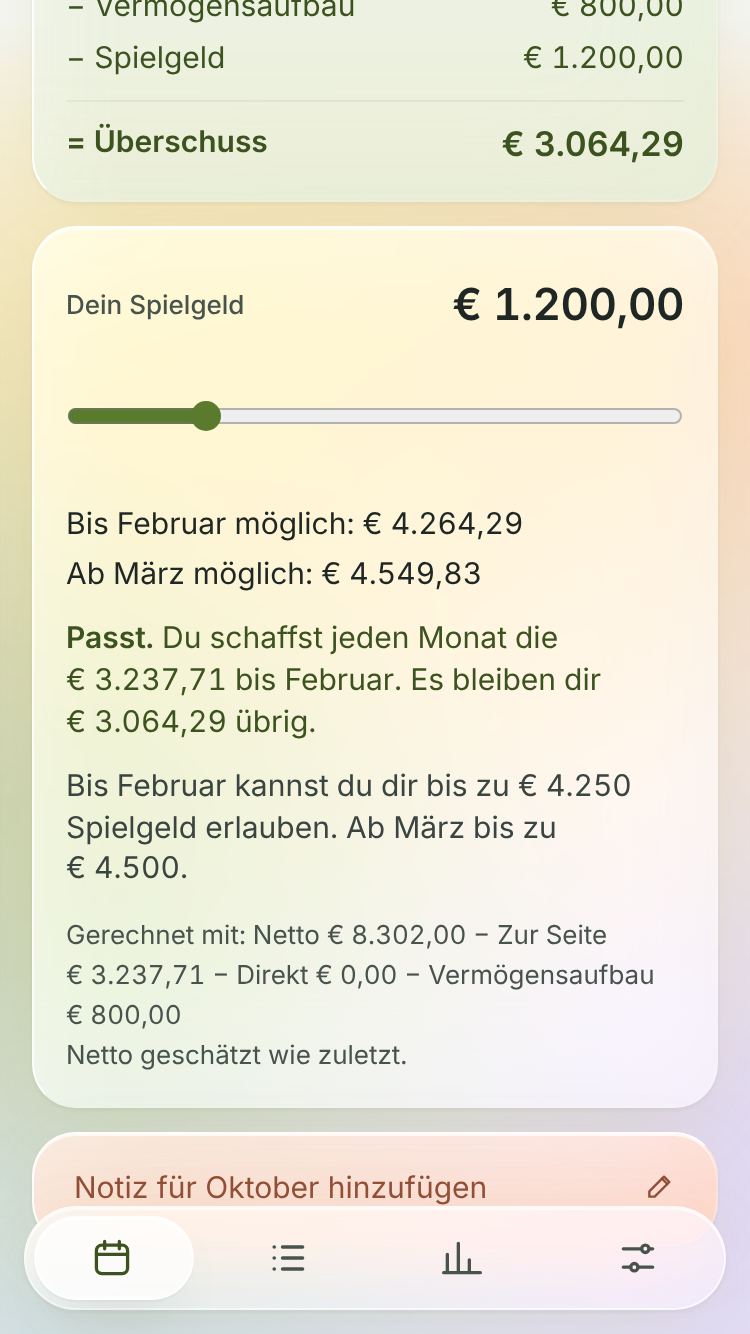 – Vermögensaufbau € 800,00
– Spielgeld € 1.200,00
= Überschuss € 3.064,29
Dein Spielgeld € 1.200,00
Bis Februar möglich: € 4.264,29
Ab März möglich: € 4.549,83
Passt. Du schaffst jeden Monat die
€ 3.237,71 bis Februar. Es bleiben dir
€ 3.064,29 übrig.
Bis Februar kannst du dir bis zu € 4.250
Spielgeld erlauben. Ab März bis zu
€ 4.500.
Gerechnet mit: Netto € 8.302,00 – Zur Seite
€ 3.237,71 – Direkt € 0,00 – Vermögensaufbau
€ 800,00
Netto geschätzt wie zuletzt.
Notiz für Oktober hinzufügen